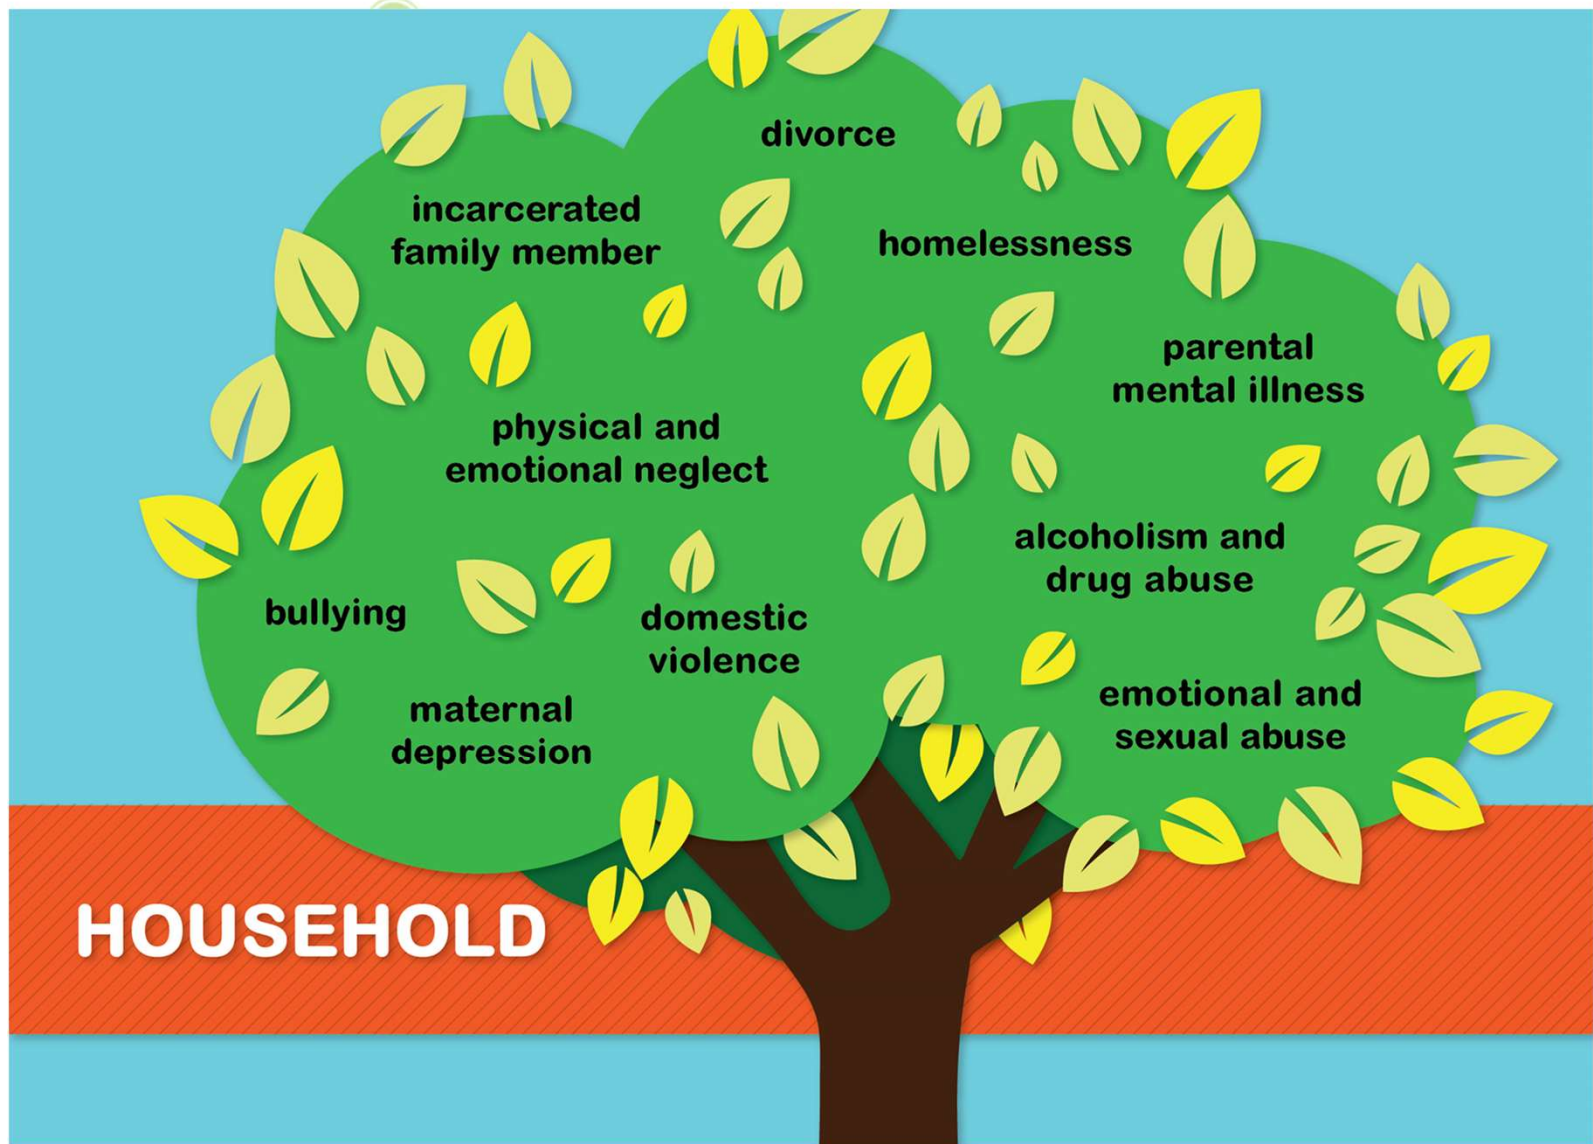 divorce
incarcerated
family member
homelessness
parental
mental illness
physical and
emotional neglect
alcoholism and
drug abuse
bullying
domestic
violence
emotional and
sexual abuse
maternal
depression
HOUSEHOLD